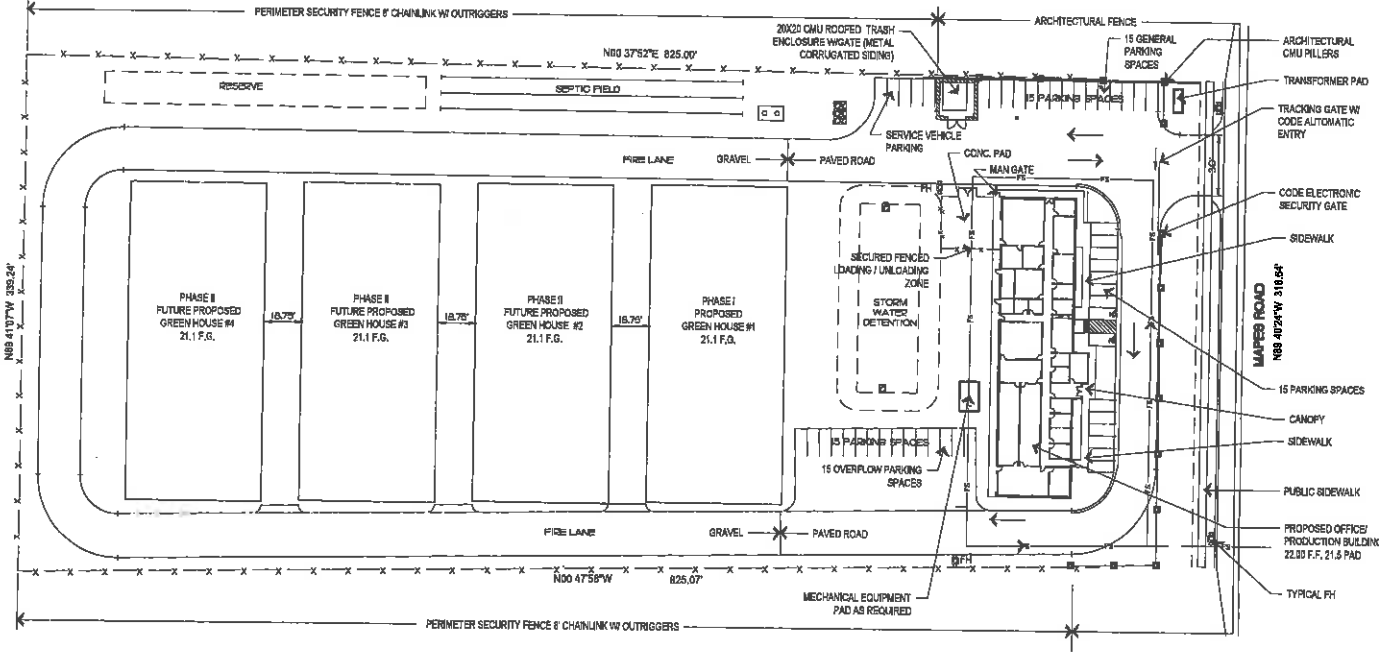 PERIMETER SECURITY FENCE 8' CHAINLINK W/ OUTRIGGERS
ARCHITECTURAL FENCE
20X20 CMU ROOFED TRASH
ENCLOSURE W/GATE (METAL
CORRUGATED SIDING)
15 GENERAL
PARKING
SPACES
ARCHITECTURAL
CMU PILLERS
N00 37'52"E 825.00'
TRANSFORMER PAD
RESERVE
SEPTIC FIELD
15 PARKING SPACES
TRACKING GATE W/
CODE AUTOMATIC
ENTRY
SERVICE VEHICLE
PARKING
FIRE LANE
GRAVEL
PAVED ROAD
CONC. PAD
MAN GATE
30'
FH
CODE ELECTRONIC
SECURITY GATE
SIDEWALK
SECURED FENCED
LOADING / UNLOADING
ZONE
STORM
WATER
DETENTION
N89 41'07"W 339.24'
PHASE II
FUTURE PROPOSED
GREEN HOUSE #4
21.1 F.G.
18.75'
PHASE II
FUTURE PROPOSED
GREEN HOUSE #3
21.1 F.G.
18.75'
PHASE II
FUTURE PROPOSED
GREEN HOUSE #2
21.1 F.G.
18.75'
PHASE I
PROPOSED
GREEN HOUSE #1
21.1 F.G.
MAPES ROAD
N89 40'24"W 318.64'
15 PARKING SPACES
CANOPY
SIDEWALK
15 PARKING SPACES
15 OVERFLOW PARKING
SPACES
PUBLIC SIDEWALK
FIRE LANE
GRAVEL
PAVED ROAD
PROPOSED OFFICE/
PRODUCTION BUILDING
22.00 F.F. 21.5 PAD
FH
N00 47'58"W 825.07'
MECHANICAL EQUIPMENT
PAD AS REQUIRED
TYPICAL FH
PERIMETER SECURITY FENCE 8' CHAINLINK W/ OUTRIGGERS